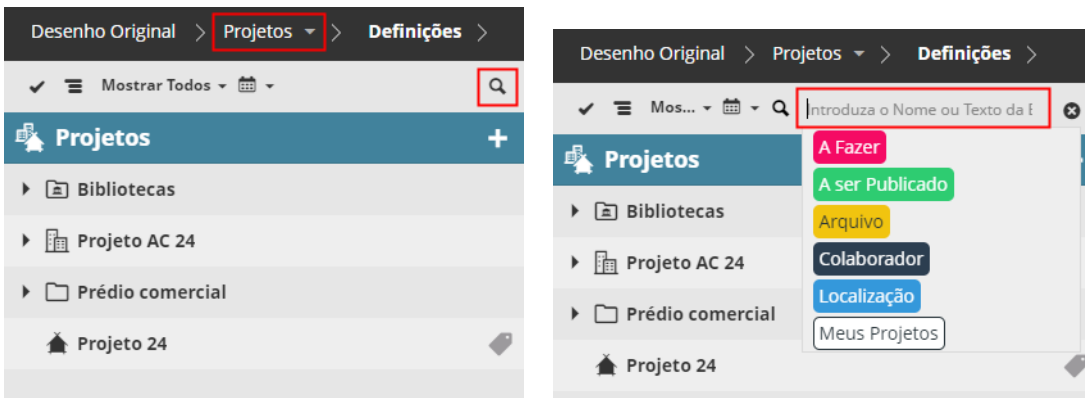 Desenho Original > Projetos > Definições >
Mostrar Todos
Projetos
Bibliotecas
Projeto AC 24
Prédio comercial
Projeto 24
Desenho Original > Projetos > Definições >
Mos... Introduza o Nome ou Texto da E
Projetos
A Fazer
A ser Publicado
Bibliotecas
Arquivo
Colaborador
Projeto AC 24
Localização
Prédio comercial
Meus Projetos
Projeto 24